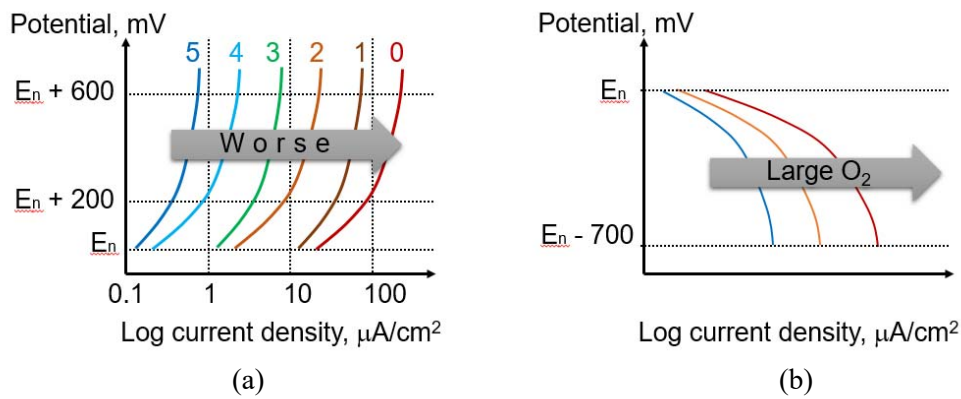 Potential, mV
5 4 3 2 1 0
En + 600
Worse
En + 200
En
0.1 1 10 100
Log current density, μA/cm²
(a)
Potential, mV
En
Large O₂
En - 700
Log current density, μA/cm²
(b)